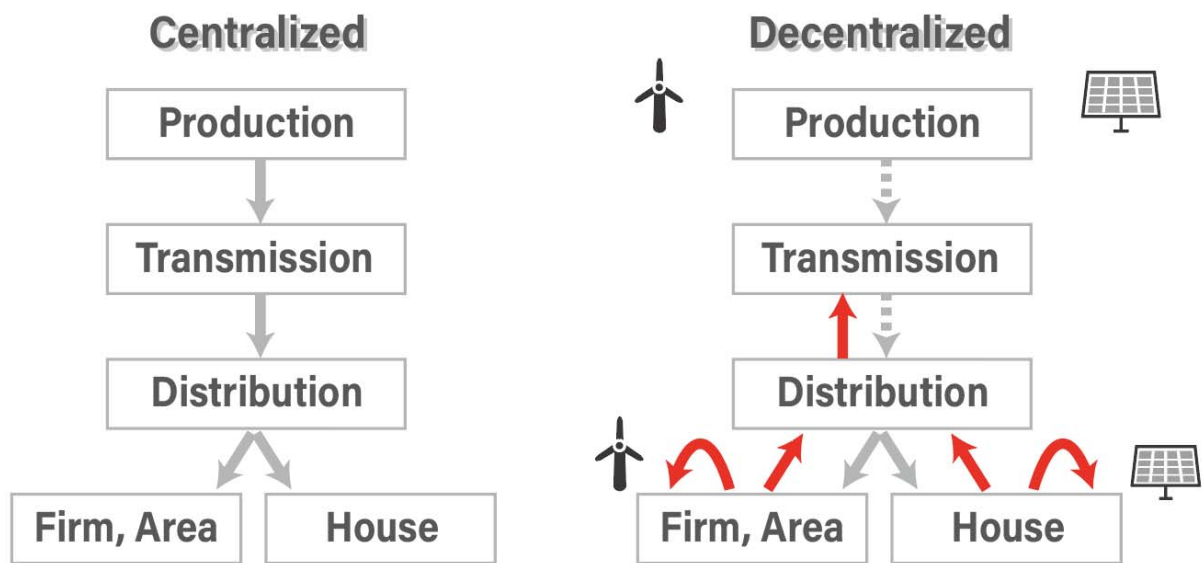 Centralized
Production
Transmission
Distribution
Firm, Area
House
Decentralized
Production
Transmission
Distribution
Firm, Area
House